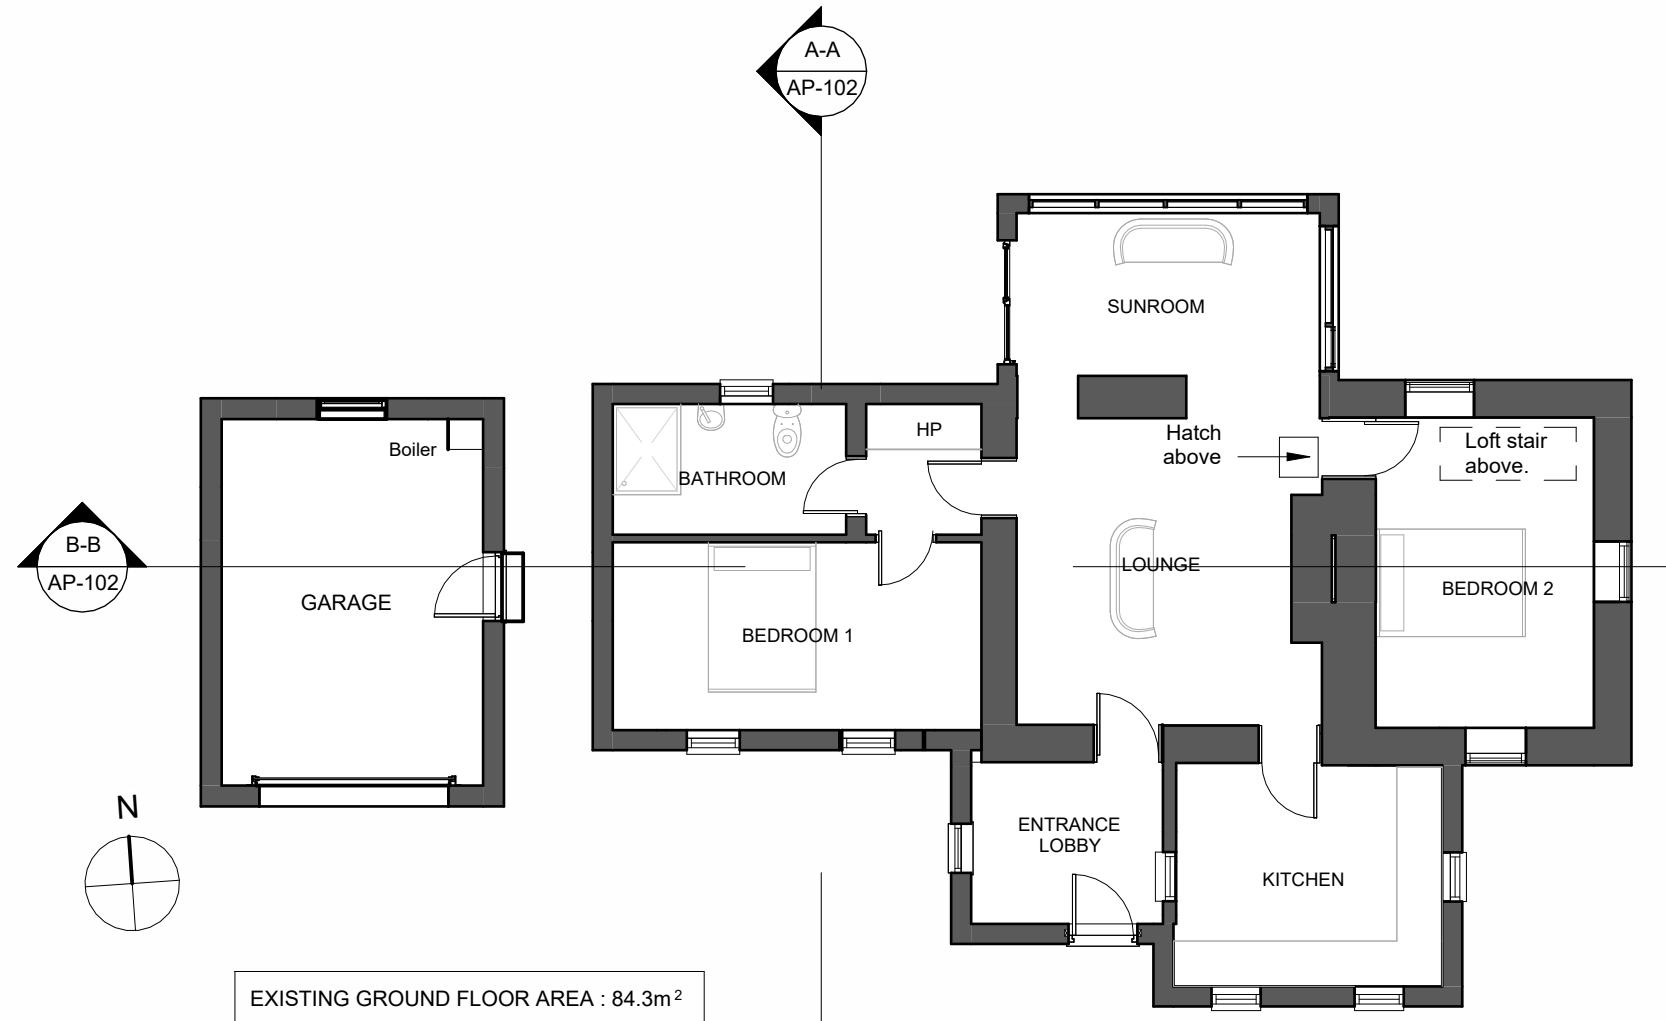 A-A
AP-102
SUNROOM
Hatch
above
Loft stair
above.
HP
Boiler
BATHROOM
B-B
AP-102
LOUNGE
BEDROOM 2
GARAGE
BEDROOM 1
N
ENTRANCE
LOBBY
KITCHEN
EXISTING GROUND FLOOR AREA : 84.3m²